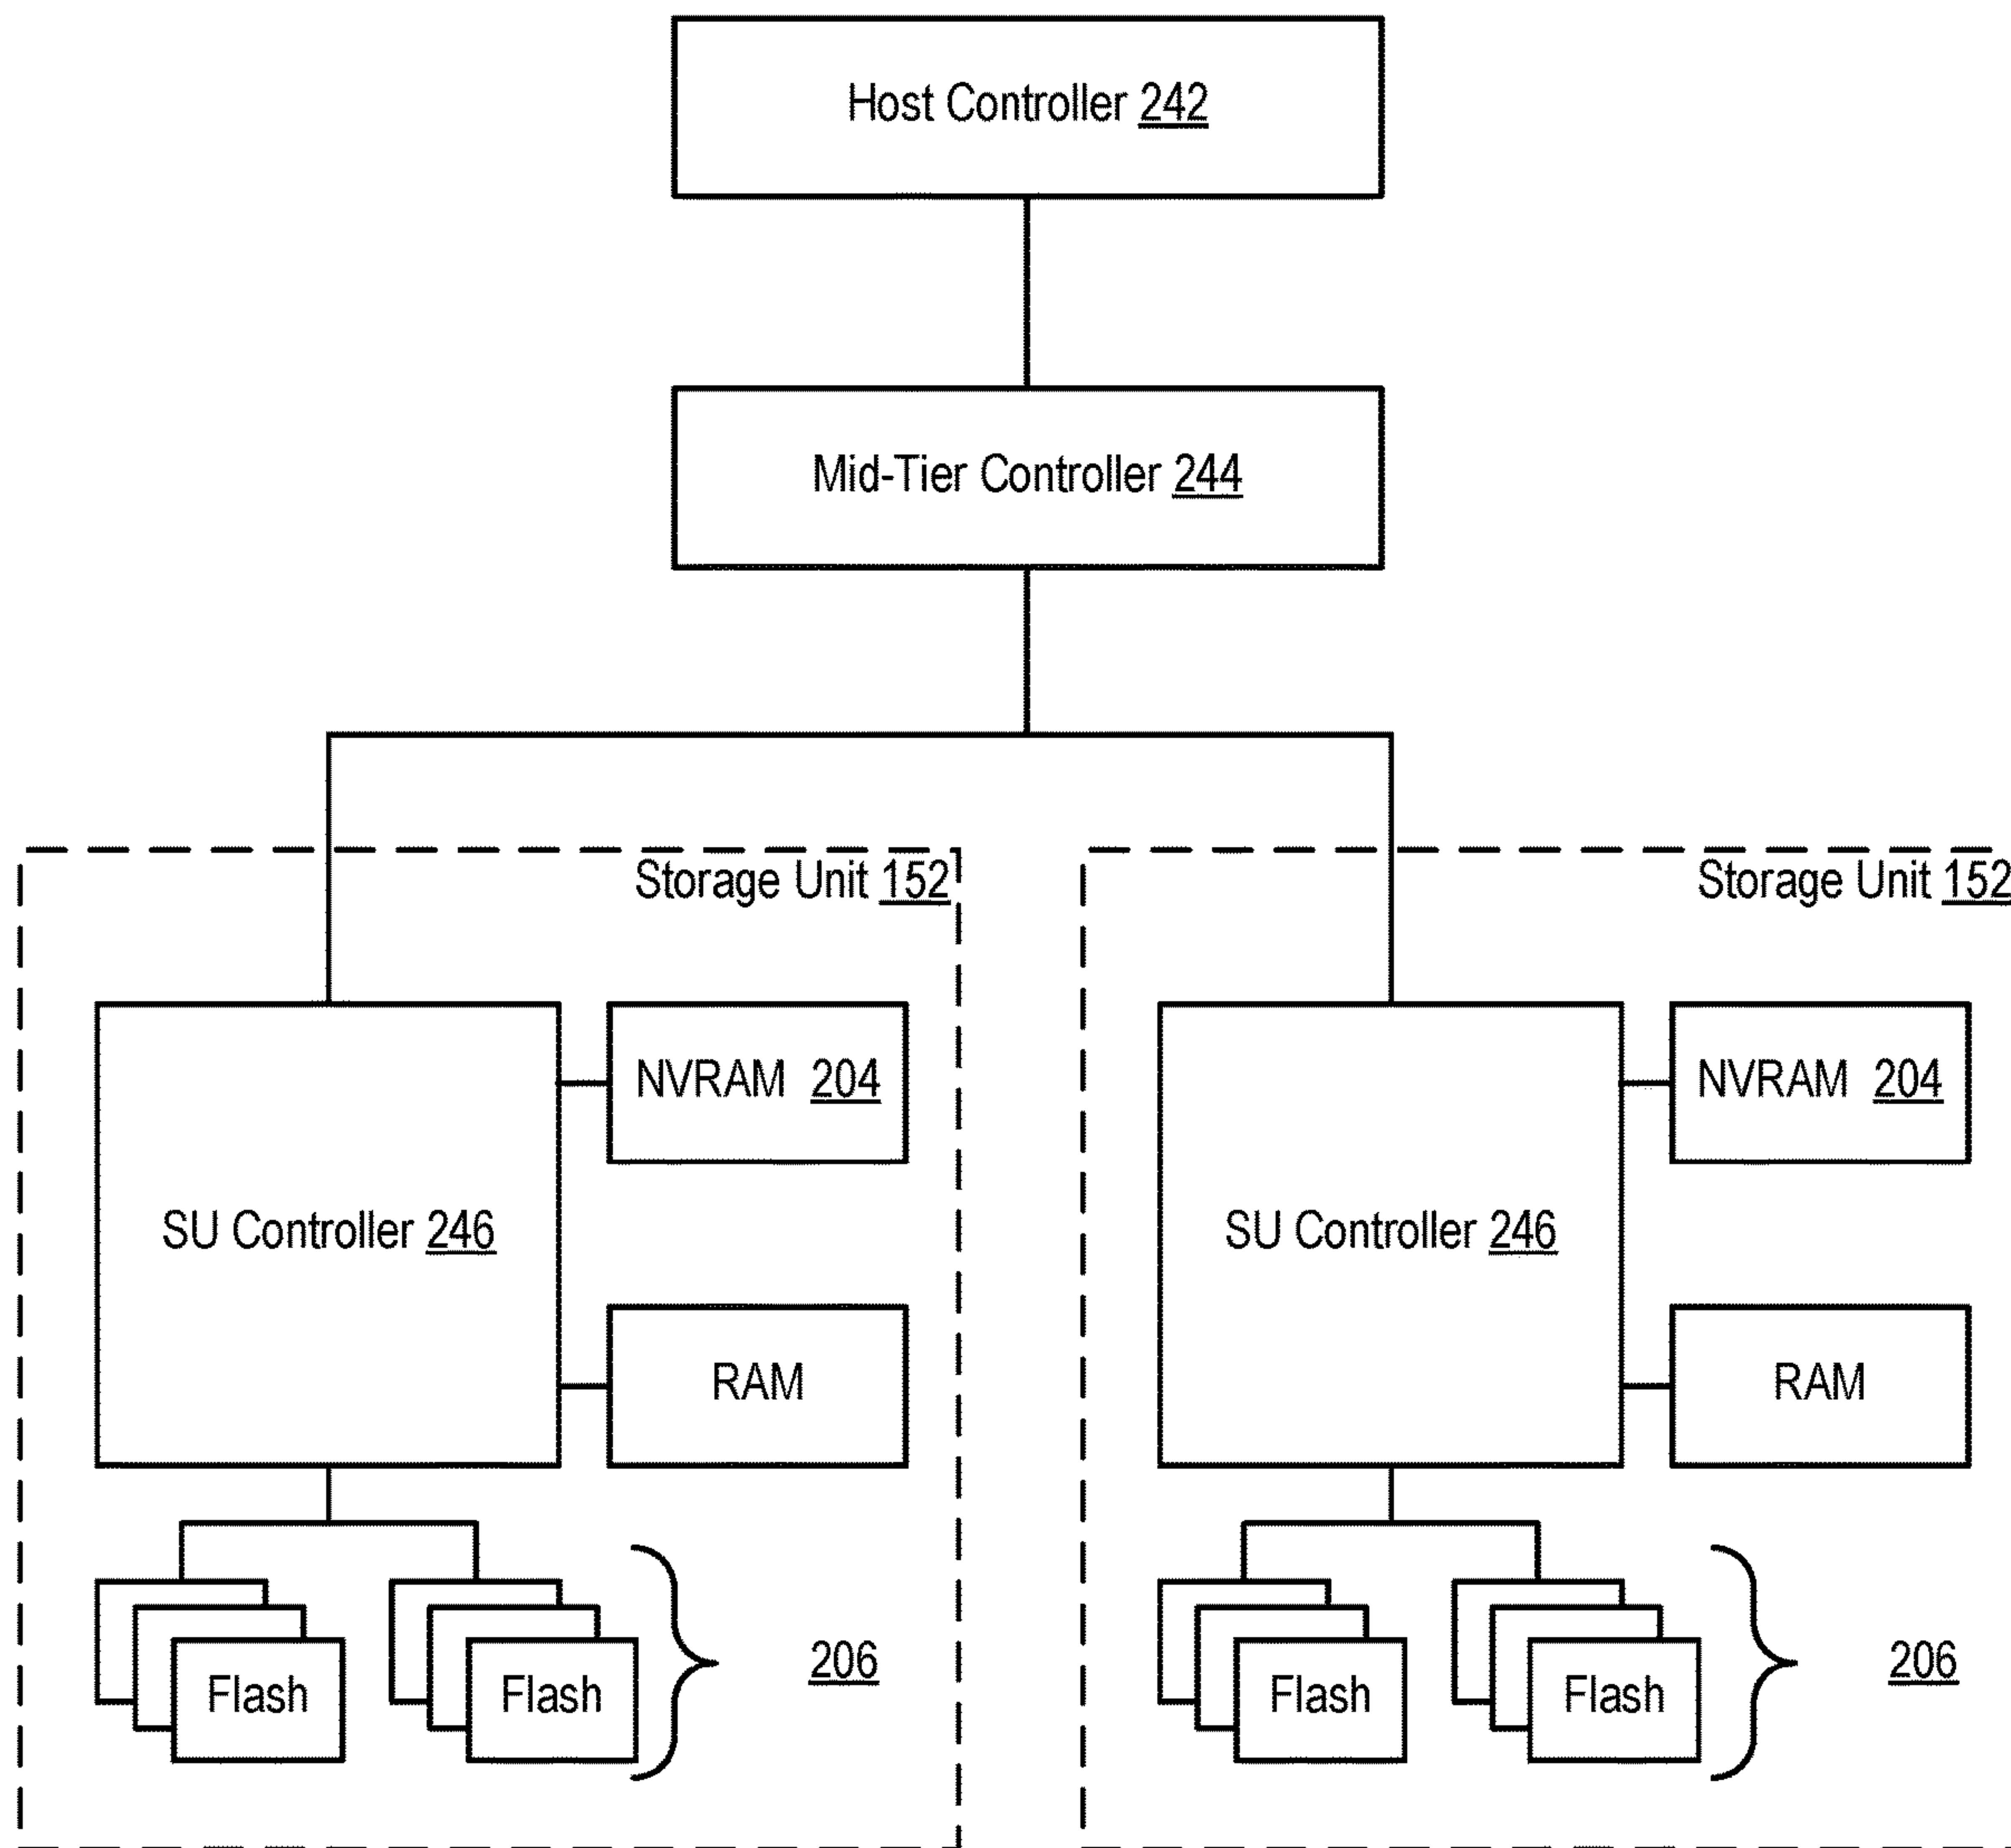 Host Controller 242
Mid-Tier Controller 244
Storage Unit 152
Storage Unit 152
NVRAM 204
NVRAM 204
SU Controller 246
SU Controller 246
RAM
RAM
206
206
Flash
Flash
Flash
Flash